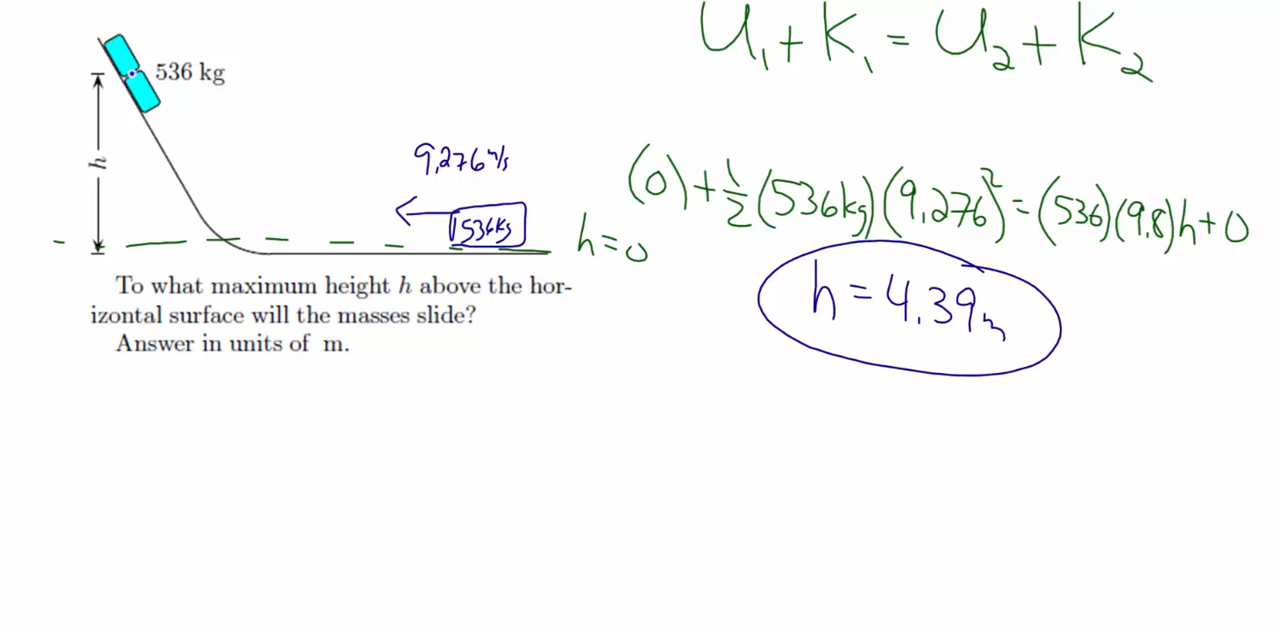 U₁ + K₁ = U₂ + K₂
536 kg
h
9,276 m/s
536kg
h=0
(0) + 1/2 (536kg)(9,276)² = (536)(9.8)h + 0
h = 4.39m
To what maximum height h above the hor-
izontal surface will the masses slide?
Answer in units of m.